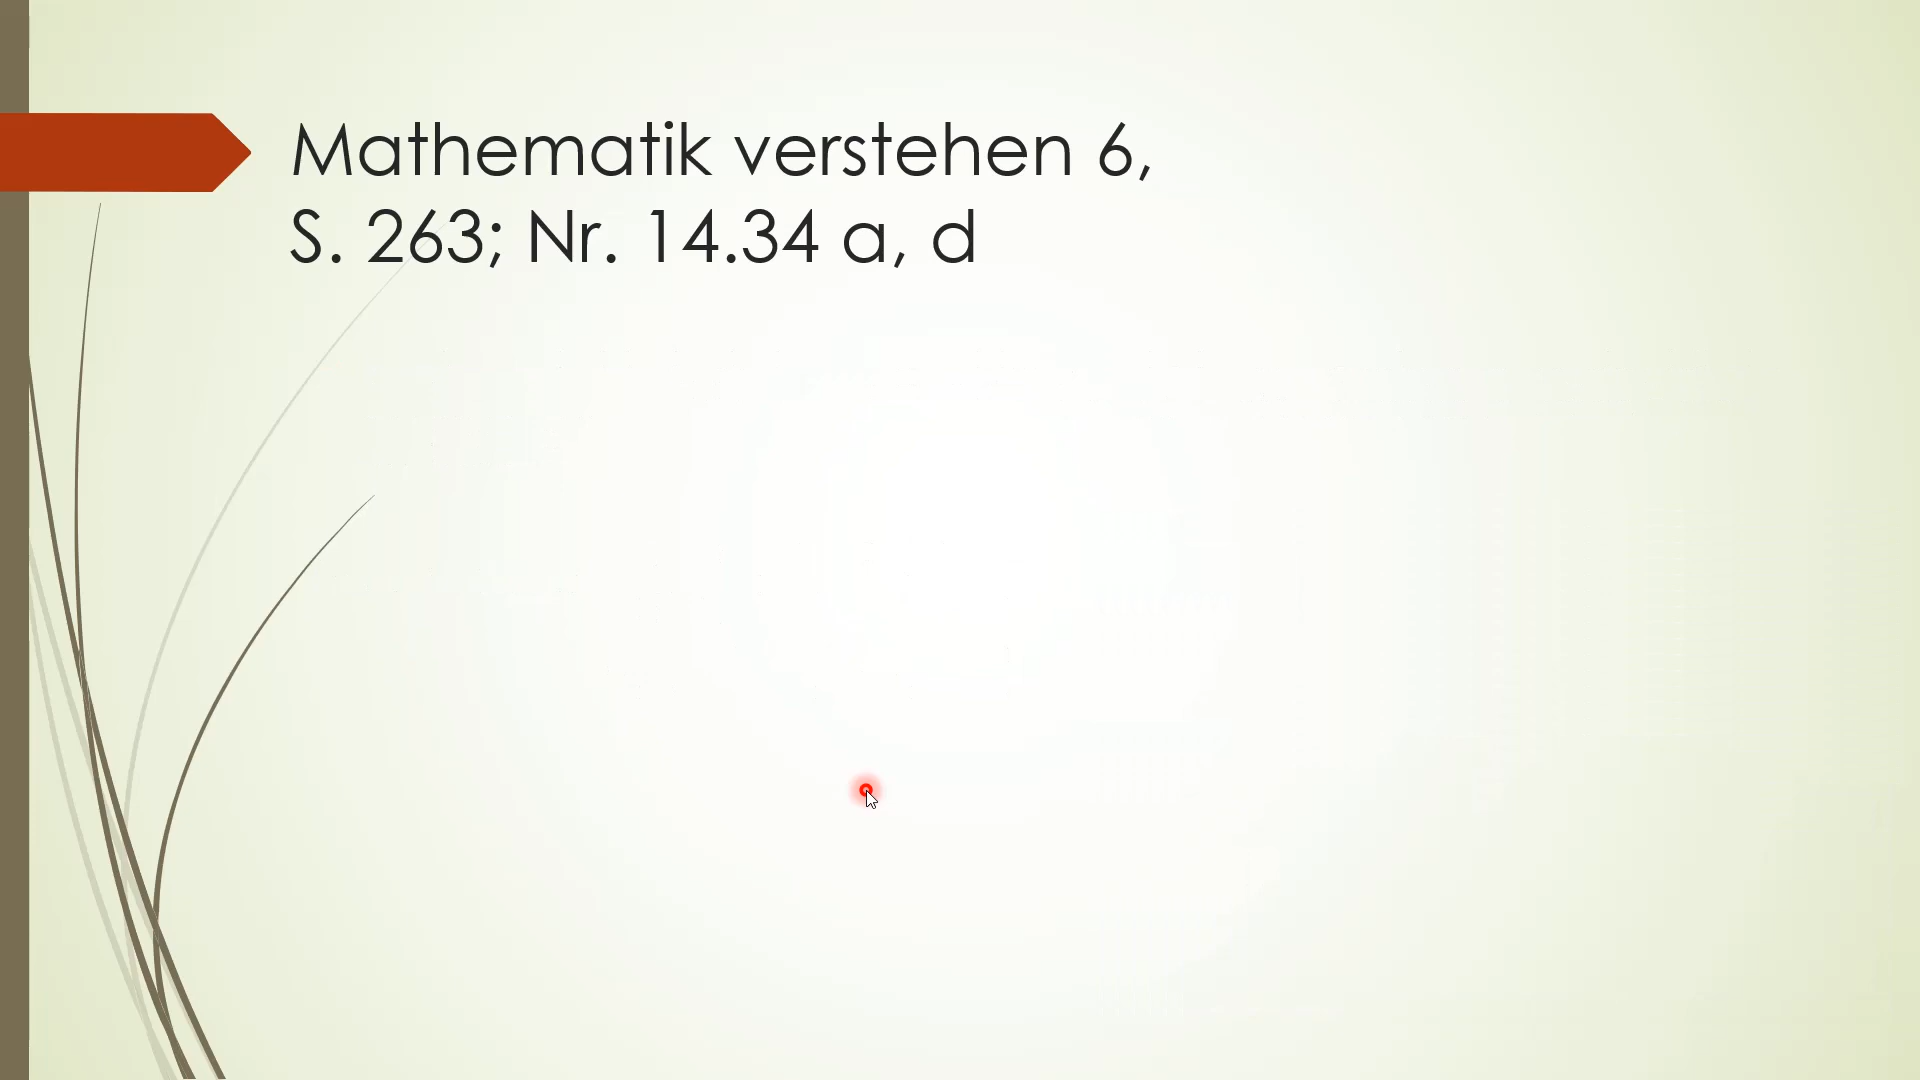 Mathematik verstehen 6,
S. 263; Nr. 14.34 a, d